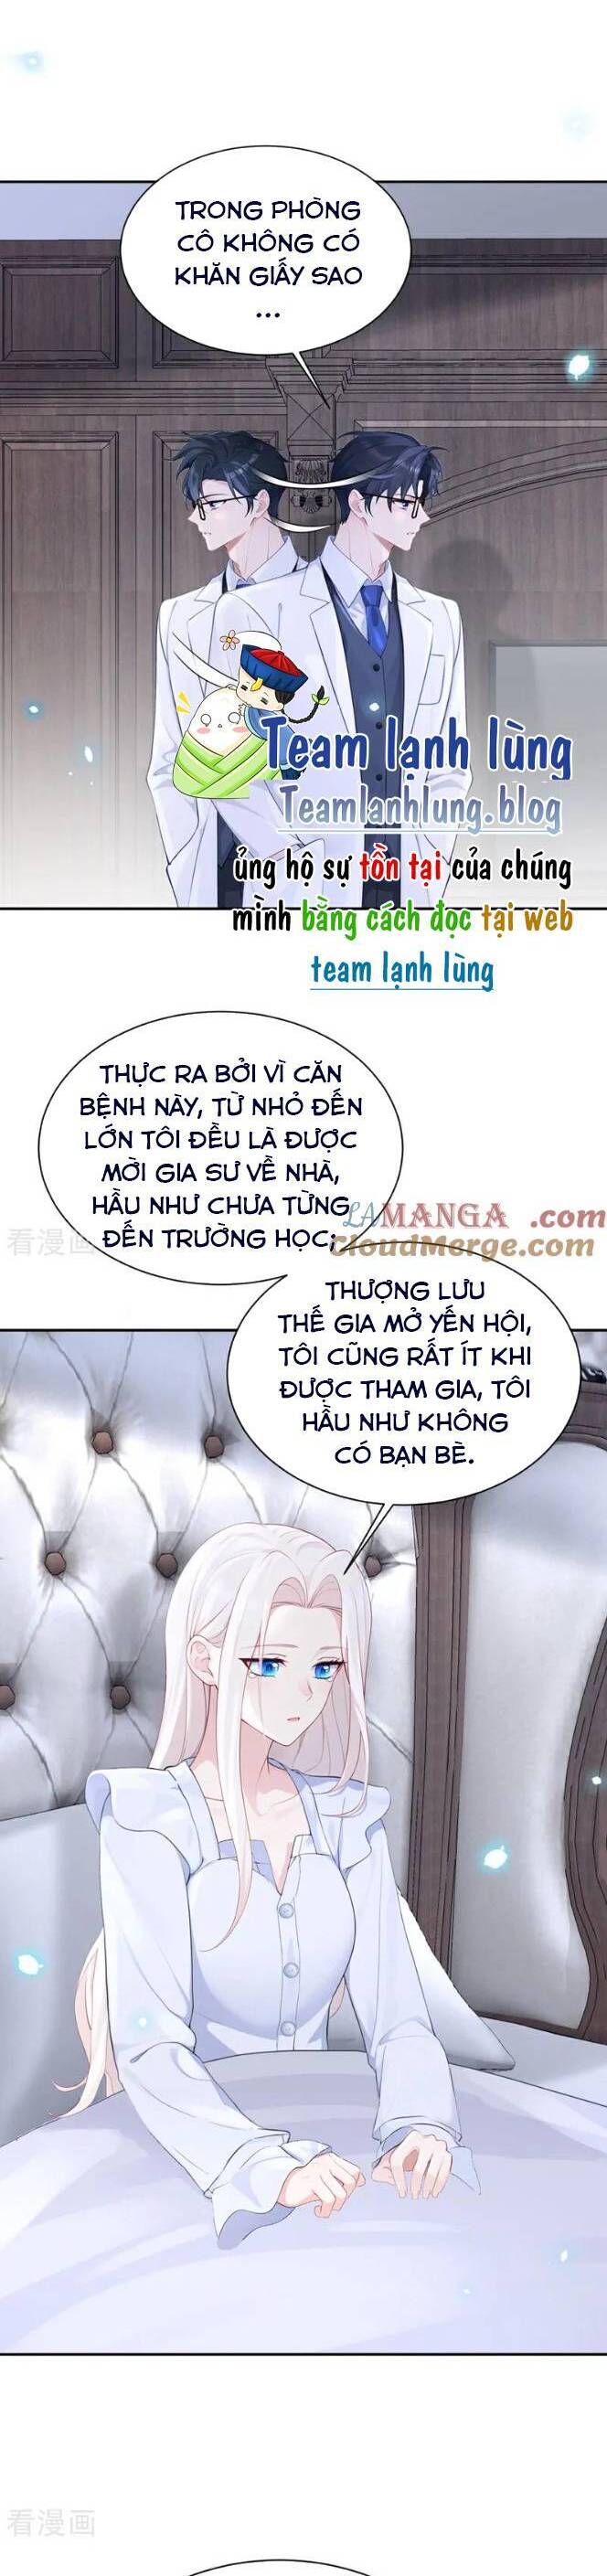 TRONG PHÒNG
CÔ KHÔNG CÓ
KHĂN GIẤY SAO
...
Team lạnh lùng
Teamlanhlung.blog
ủng hộ sự tồn tại của chúng
mình bằng cách đọc tại web
team lạnh lùng
THỰC RA BỞI VÌ CĂN
BỆNH NÀY, TỪ NHỎ ĐẾN
LỚN TÔI ĐỀU LÀ ĐƯỢC
MỜI GIA SƯ VỀ NHÀ,
HẦU NHƯ CHƯA TỪNG
ĐẾN TRƯỜNG HỌC;
LAMANGA.com
看漫画
CloudMerge.com
THƯỢNG LƯU
THẾ GIA MỞ YẾN HỘI,
TÔI CŨNG RẤT ÍT KHI
ĐƯỢC THAM GIA, TÔI
HẦU NHƯ KHÔNG
CÓ BẠN BÈ.
看漫画